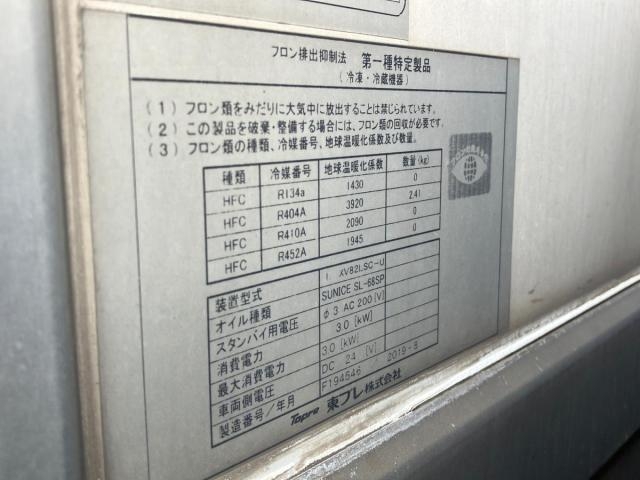 フロン排出抑制法 第一種特定製品
(冷凍・冷蔵機器)
(1) フロン類をみだりに大気中に放出することは禁じられています。
(2) この製品を破棄・整備する場合には、フロン類の回収が必要です。
(3) フロン類の種類、冷媒番号、地球温暖化係数及び数量。
種類 冷媒番号 地球温暖化係数 数量(kg)
HFC R134a 1430 0
HFC R404A 3920 2.41
HFC R410A 2090 0
HFC R452A 1945
装置型式 XV82LSC-U
オイル種類 SUNICE SL-68SP
スタンバイ用電圧 φ3 AC 200 [V]
消費電力 3.0 [kW]
最大消費電力 3.0 [kW]
車両側電圧 DC 24 [V]
製造番号/年月 F194546 2019-8
Topre 東プレ株式会社